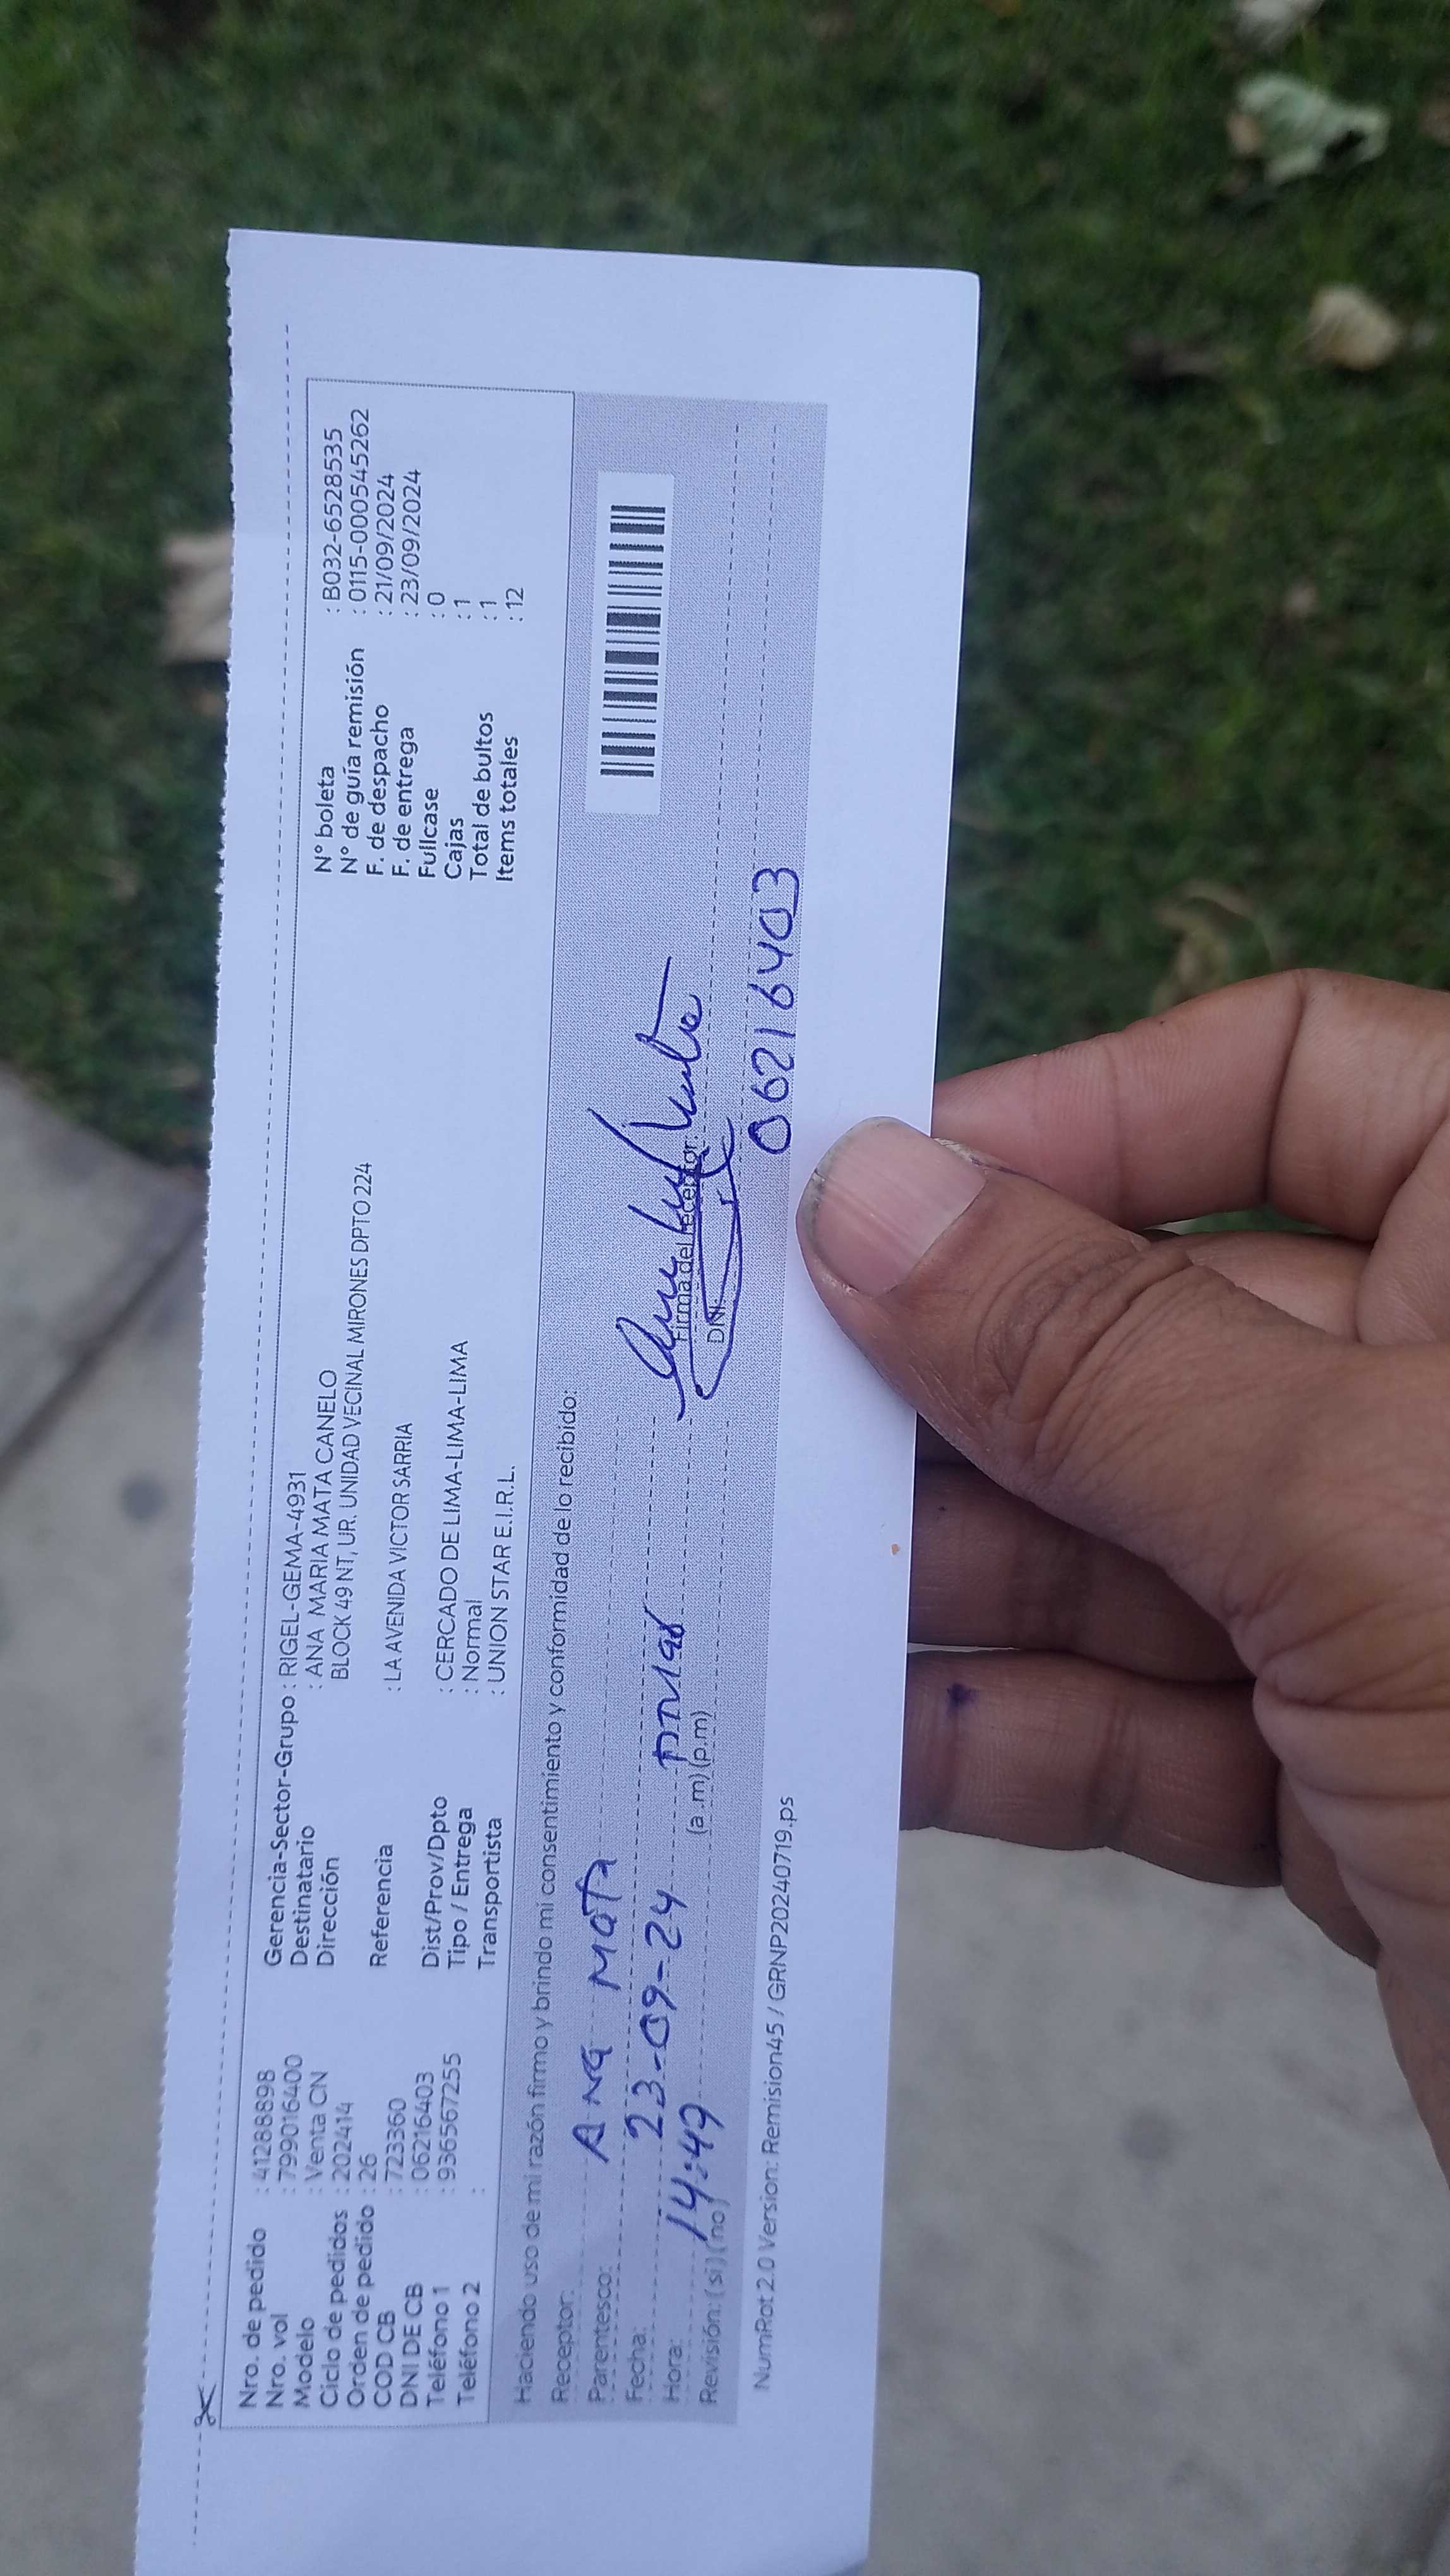 Nro. de pedido : 41288898
Nro. vol : 799016400
Modelo : Venta CN
Ciclo de pedidos : 202414
Orden de pedido : 26
COD CB : 723360
DNI DE CB : 06216403
Teléfono 1 : 936567255
Teléfono 2 :
Gerencia-Sector-Grupo : RIGEL-GEMA-4931
Destinatario : ANA MARIA MATA CANELO
Dirección BLOCK 49 NT, UR. UNIDAD VECINAL MIRONES DPTO 224
Referencia : LA AVENIDA VICTOR SARRIA
Dist/Prov/Dpto : CERCADO DE LIMA-LIMA-LIMA
Tipo / Entrega : Normal
Transportista : UNION STAR E.I.R.L.
N° boleta : B032-6528535
N° de guía remisión : 0115-000545262
F. de despacho : 21/09/2024
F. de entrega : 23/09/2024
Fullcase : 0
Cajas : 1
Total de bultos : 1
Items totales : 12
Haciendo uso de mi razón firmo y brindo mi consentimiento y conformidad de lo recibido:
Receptor: ANA MATA
Parentesco:
Fecha: 23-09-24
Hora: 14:49 (a.m) (p.m)
Revisión: (si) (no)
Firma del receptor:
DNI: 06216403
NumRot 2.0 Version: Remision45 / GRNP20240719.ps